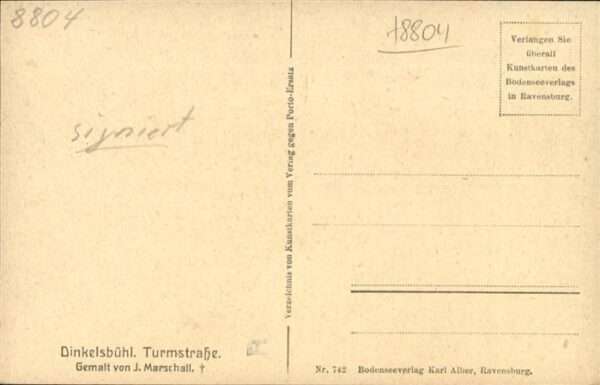 8804
+8804
Verlangen Sie
überall
Kunstkarten des
Bodenseeverlags
in Ravensburg.
signiert
Verzeichnis von Kunstkarten vom Verlag gegen Porto-Ersatz
Dinkelsbühl. Turmstraße.
Gemalt von J. Marschall. †
Nr. 742 Bodenseeverlag Karl Alber, Ravensburg.